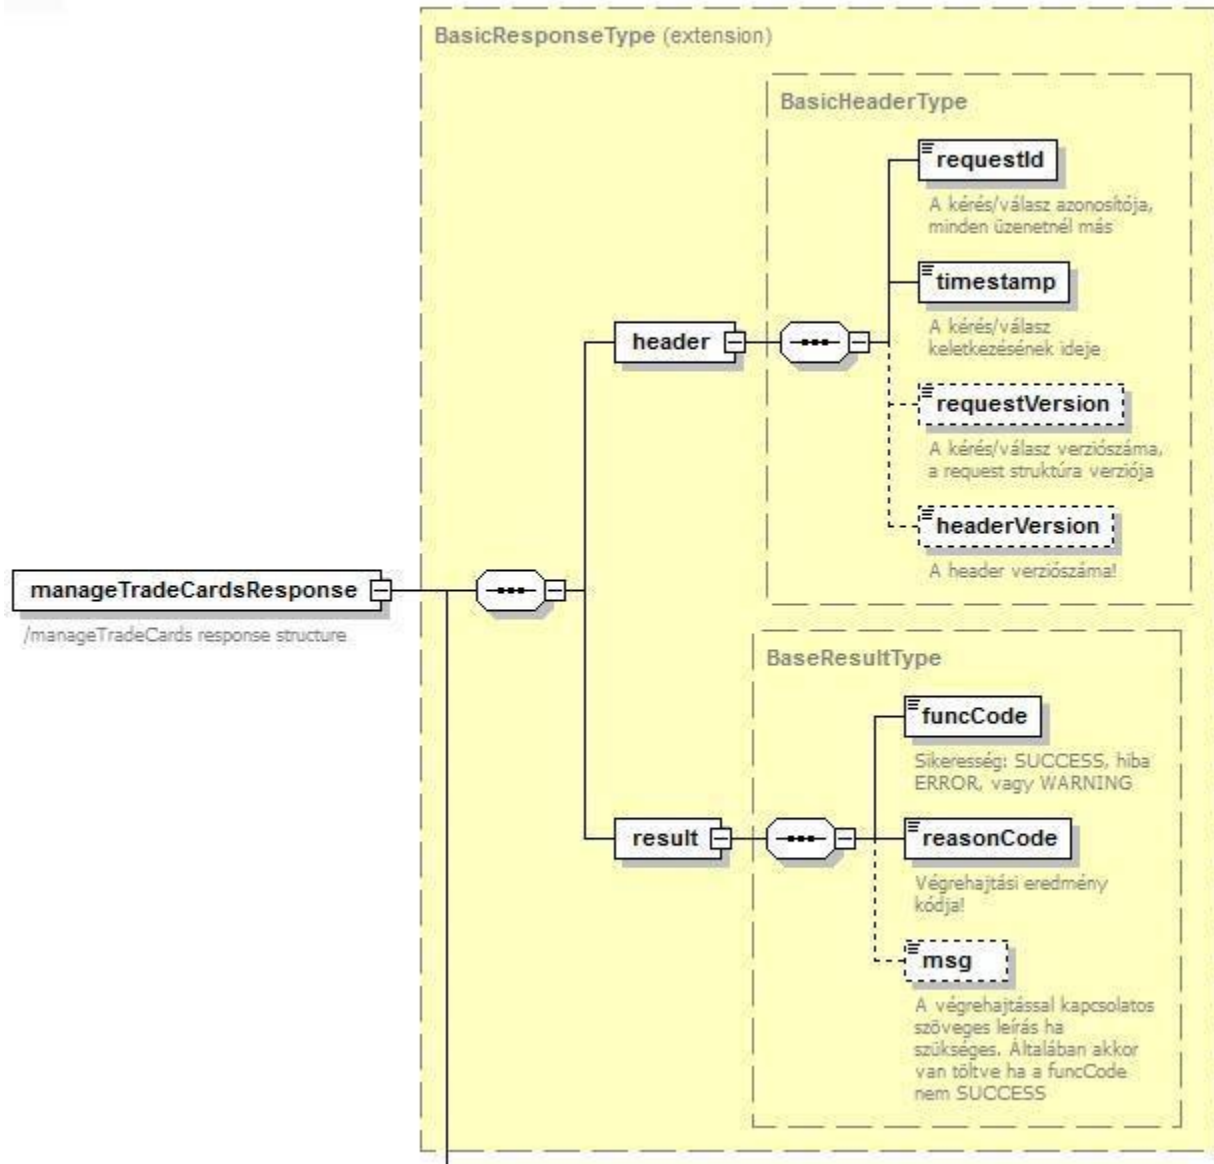 BasicResponseType (extension)
BasicHeaderType
requestId
A kérés/válasz azonosítója,
minden üzenetnél más
timestamp
A kérés/válasz
keletkezésének ideje
header
requestVersion
A kérés/válasz verziószáma,
a request struktúra verziója
headerVersion
A header verziószáma!
manageTradeCardsResponse
/manageTradeCards response structure
BaseResultType
funcCode
Sikeresség: SUCCESS, hiba
ERROR, vagy WARNING
result
reasonCode
Végrehajtási eredmény
kódja!
msg
A végrehajtással kapcsolatos
szöveges leírás ha
szükséges. Általában akkor
van töltve ha a funcCode
nem SUCCESS